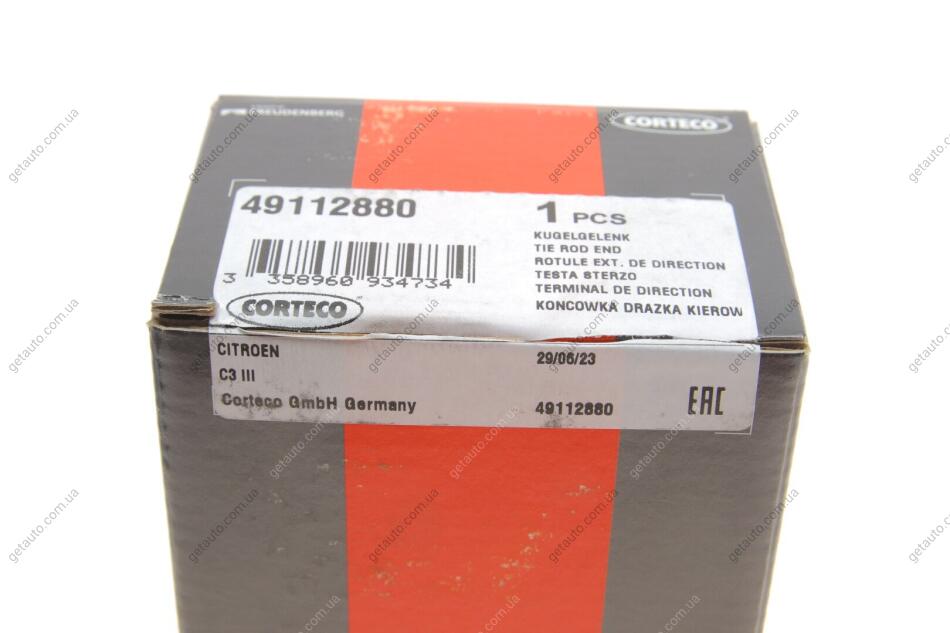 FREUDENBERG
CORTECO
49112880
1 PCS
KUGELGELENK
TIE ROD END
ROTULE EXT. DE DIRECTION
TESTA STERZO
TERMINAL DE DIRECTION
KONCOWKA DRAZKA KIEROW
3 358960 934734
CORTECO
CITROEN
29/06/23
C3 III
Corteco GmbH Germany
49112880
EAC
getauto.com.ua